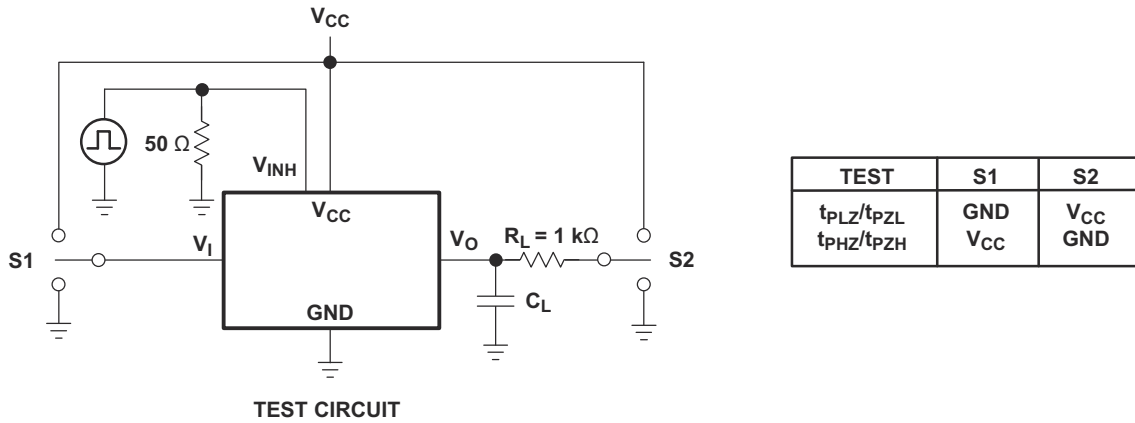 VCC
50 Ω
VINH
VCC
VI
VO
RL = 1 kΩ
S1
S2
CL
GND
TEST CIRCUIT
TEST S1 S2
tPLZ/tPZL GND VCC
tPHZ/tPZH VCC GND